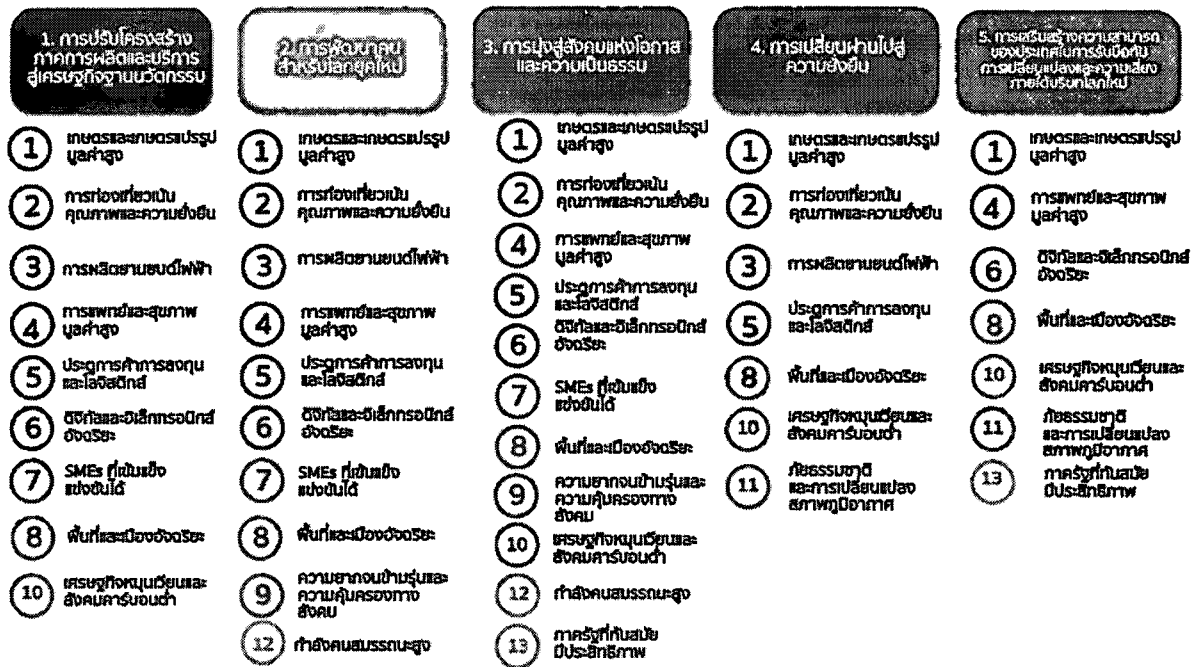 1. การปรับโครงสร้าง
ภาคการผลิตและบริการ
สู่เศรษฐกิจฐานนวัตกรรม
1 เกษตรและเกษตรแปรรูป
มูลค่าสูง
2 การท่องเที่ยวเน้น
คุณภาพและความยั่งยืน
3 การผลิตยานยนต์ไฟฟ้า
4 การแพทย์และสุขภาพ
มูลค่าสูง
5 ประตูการค้าการลงทุน
และโลจิสติกส์
6 ดิจิทัลและอิเล็กทรอนิกส์
อัจฉริยะ
7 SMEs ที่เข้มแข็ง
แข่งขันได้
8 พื้นที่และเมืองอัจฉริยะ
10 เศรษฐกิจหมุนเวียนและ
สังคมคาร์บอนต่ำ
2. การพัฒนาคน
สำหรับโลกยุคใหม่
1 เกษตรและเกษตรแปรรูป
มูลค่าสูง
2 การท่องเที่ยวเน้น
คุณภาพและความยั่งยืน
3 การผลิตยานยนต์ไฟฟ้า
4 การแพทย์และสุขภาพ
มูลค่าสูง
5 ประตูการค้าการลงทุน
และโลจิสติกส์
6 ดิจิทัลและอิเล็กทรอนิกส์
อัจฉริยะ
7 SMEs ที่เข้มแข็ง
แข่งขันได้
8 พื้นที่และเมืองอัจฉริยะ
9 ความยากจนข้ามรุ่นและ
ความคุ้มครองทาง
สังคม
12 กำลังคนสมรรถนะสูง
3. การมุ่งสู่สังคมแห่งโอกาส
และความเป็นธรรม
1 เกษตรและเกษตรแปรรูป
มูลค่าสูง
2 การท่องเที่ยวเน้น
คุณภาพและความยั่งยืน
4 การแพทย์และสุขภาพ
มูลค่าสูง
5 ประตูการค้าการลงทุน
และโลจิสติกส์
6 ดิจิทัลและอิเล็กทรอนิกส์
อัจฉริยะ
7 SMEs ที่เข้มแข็ง
แข่งขันได้
8 พื้นที่และเมืองอัจฉริยะ
9 ความยากจนข้ามรุ่นและ
ความคุ้มครองทาง
สังคม
10 เศรษฐกิจหมุนเวียนและ
สังคมคาร์บอนต่ำ
12 กำลังคนสมรรถนะสูง
13 ภาครัฐที่ทันสมัย
มีประสิทธิภาพ
4. การเปลี่ยนผ่านไปสู่
ความยั่งยืน
1 เกษตรและเกษตรแปรรูป
มูลค่าสูง
2 การท่องเที่ยวเน้น
คุณภาพและความยั่งยืน
3 การผลิตยานยนต์ไฟฟ้า
5 ประตูการค้าการลงทุน
และโลจิสติกส์
8 พื้นที่และเมืองอัจฉริยะ
10 เศรษฐกิจหมุนเวียนและ
สังคมคาร์บอนต่ำ
11 ภัยธรรมชาติ
และการเปลี่ยนแปลง
สภาพภูมิอากาศ
5. การเสริมสร้างความสามารถ
ของประเทศในการรับมือกับ
การเปลี่ยนแปลงและความเสี่ยง
ภายใต้บริบทโลกใหม่
1 เกษตรและเกษตรแปรรูป
มูลค่าสูง
4 การแพทย์และสุขภาพ
มูลค่าสูง
6 ดิจิทัลและอิเล็กทรอนิกส์
อัจฉริยะ
8 พื้นที่และเมืองอัจฉริยะ
10 เศรษฐกิจหมุนเวียนและ
สังคมคาร์บอนต่ำ
11 ภัยธรรมชาติ
และการเปลี่ยนแปลง
สภาพภูมิอากาศ
13 ภาครัฐที่ทันสมัย
มีประสิทธิภาพ